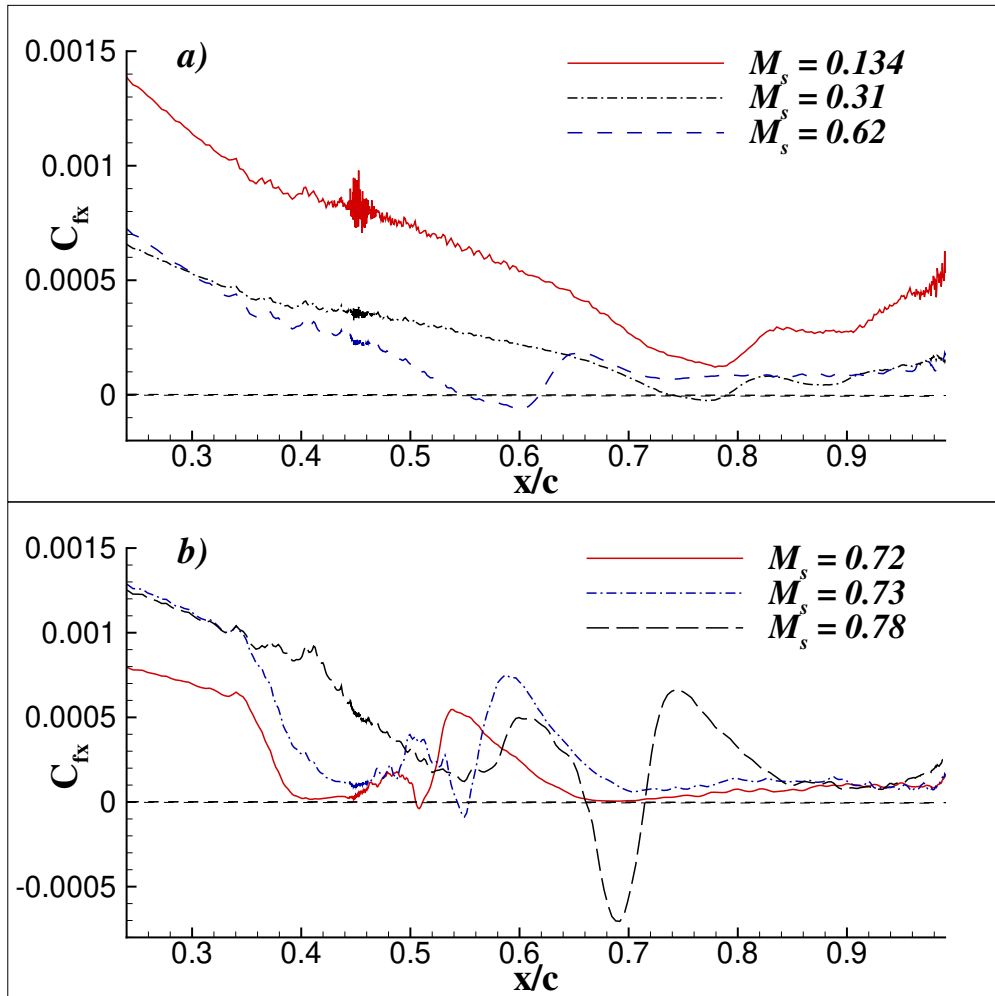 a)
M_s = 0.134
M_s = 0.31
M_s = 0.62
0.0015
0.001
0.0005
0
C_fx
0.3 0.4 0.5 0.6 0.7 0.8 0.9
x/c
b)
M_s = 0.72
M_s = 0.73
M_s = 0.78
0.0015
0.001
0.0005
0
-0.0005
C_fx
0.3 0.4 0.5 0.6 0.7 0.8 0.9
x/c